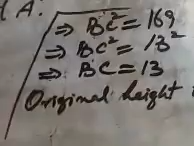 A.
⇒ BC² = 169
⇒ BC² = 13²
⇒ BC = 13
Original height